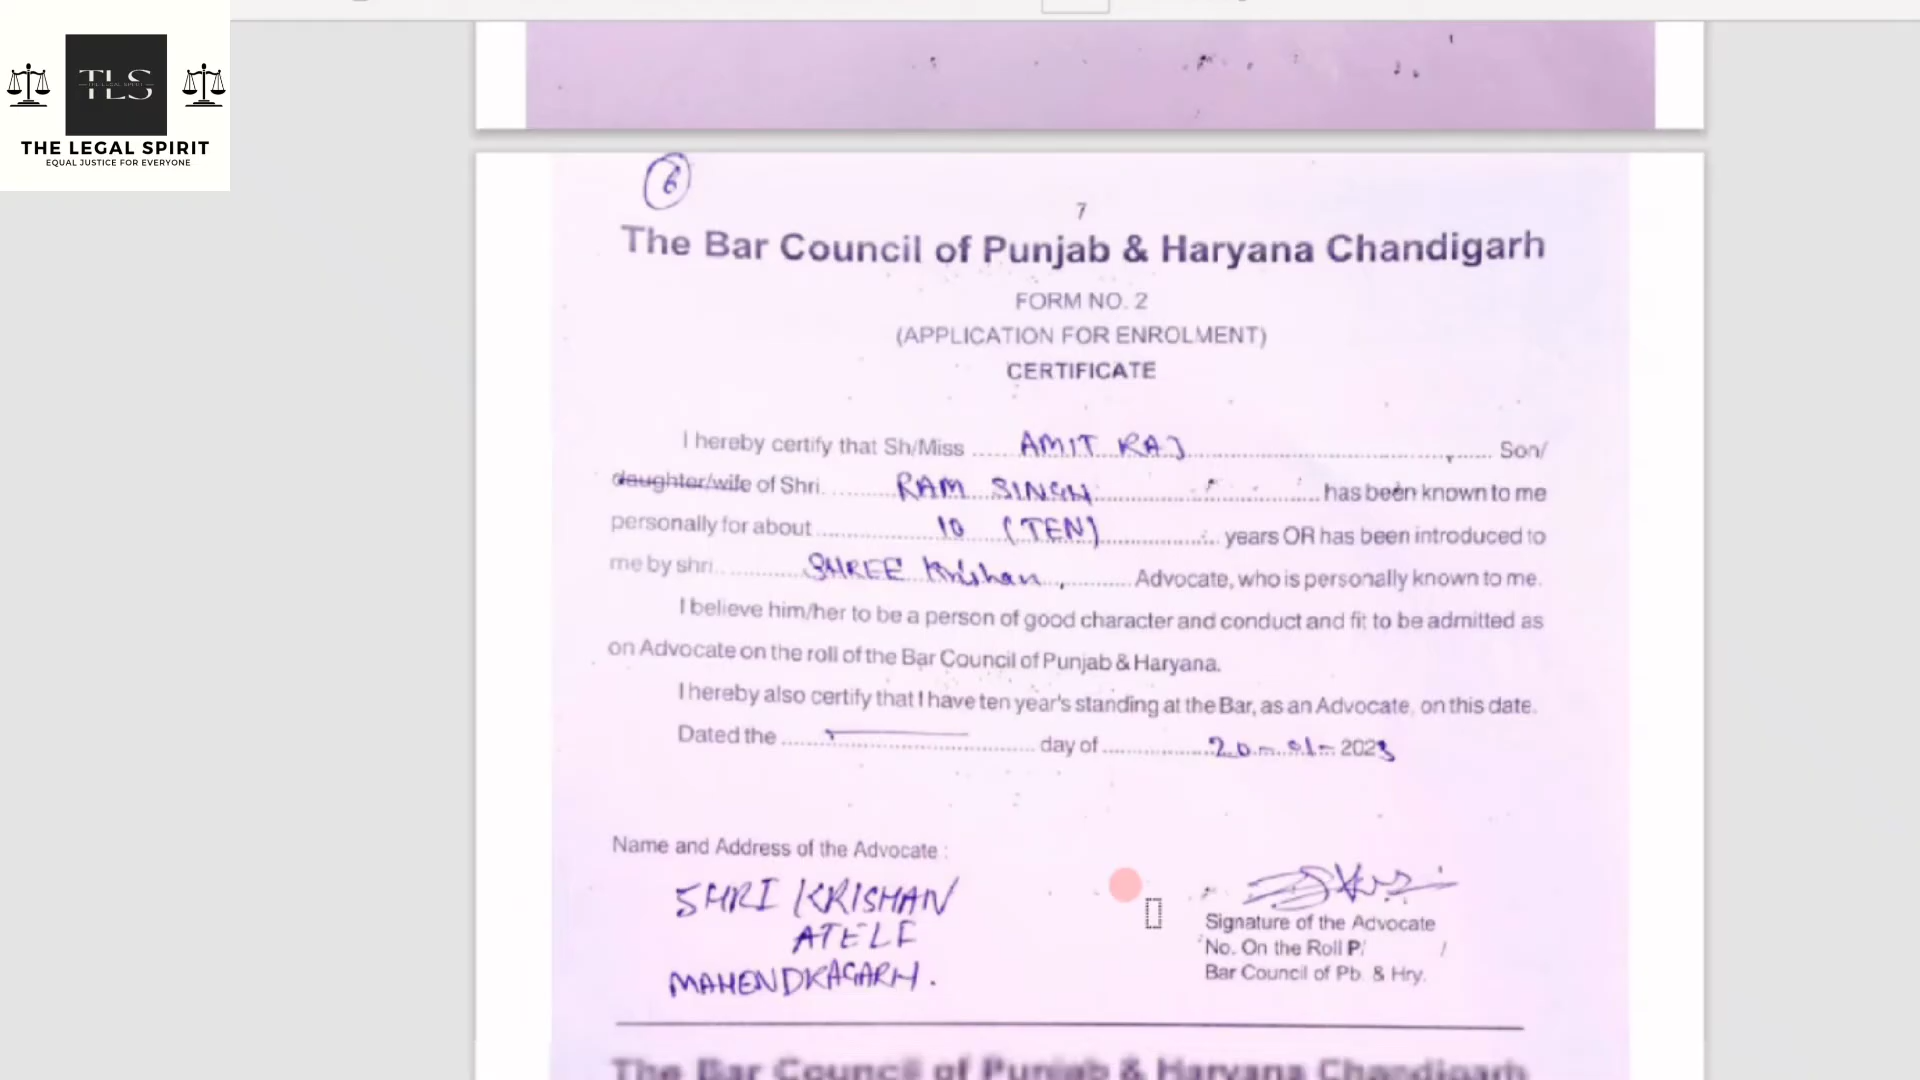 TLS
THE LEGAL SPIRIT
THE LEGAL SPIRIT
EQUAL JUSTICE FOR EVERYONE
6
7
The Bar Council of Punjab & Haryana Chandigarh
FORM NO. 2
(APPLICATION FOR ENROLMENT)
CERTIFICATE
I hereby certify that Sh/Miss ..... AMIT RAJ ..... Son/
daughter/wife of Shri ..... RAM SINGH ..... has been known to me
personally for about ..... 10 (TEN) ..... years OR has been introduced to
me by shri ..... SHREE Krishan, ..... Advocate, who is personally known to me.
I believe him/her to be a person of good character and conduct and fit to be admitted as
on Advocate on the roll of the Bar Council of Punjab & Haryana.
I hereby also certify that I have ten year's standing at the Bar, as an Advocate, on this date.
Dated the ..... day of ..... 20-01-2023
Name and Address of the Advocate :
SHRI KRISHAN
ATELI
MAHENDRAGARH.
Signature of the Advocate
No. On the Roll P/ /
Bar Council of Pb. & Hry.
The Bar Council of Punjab & Haryana Chandigarh